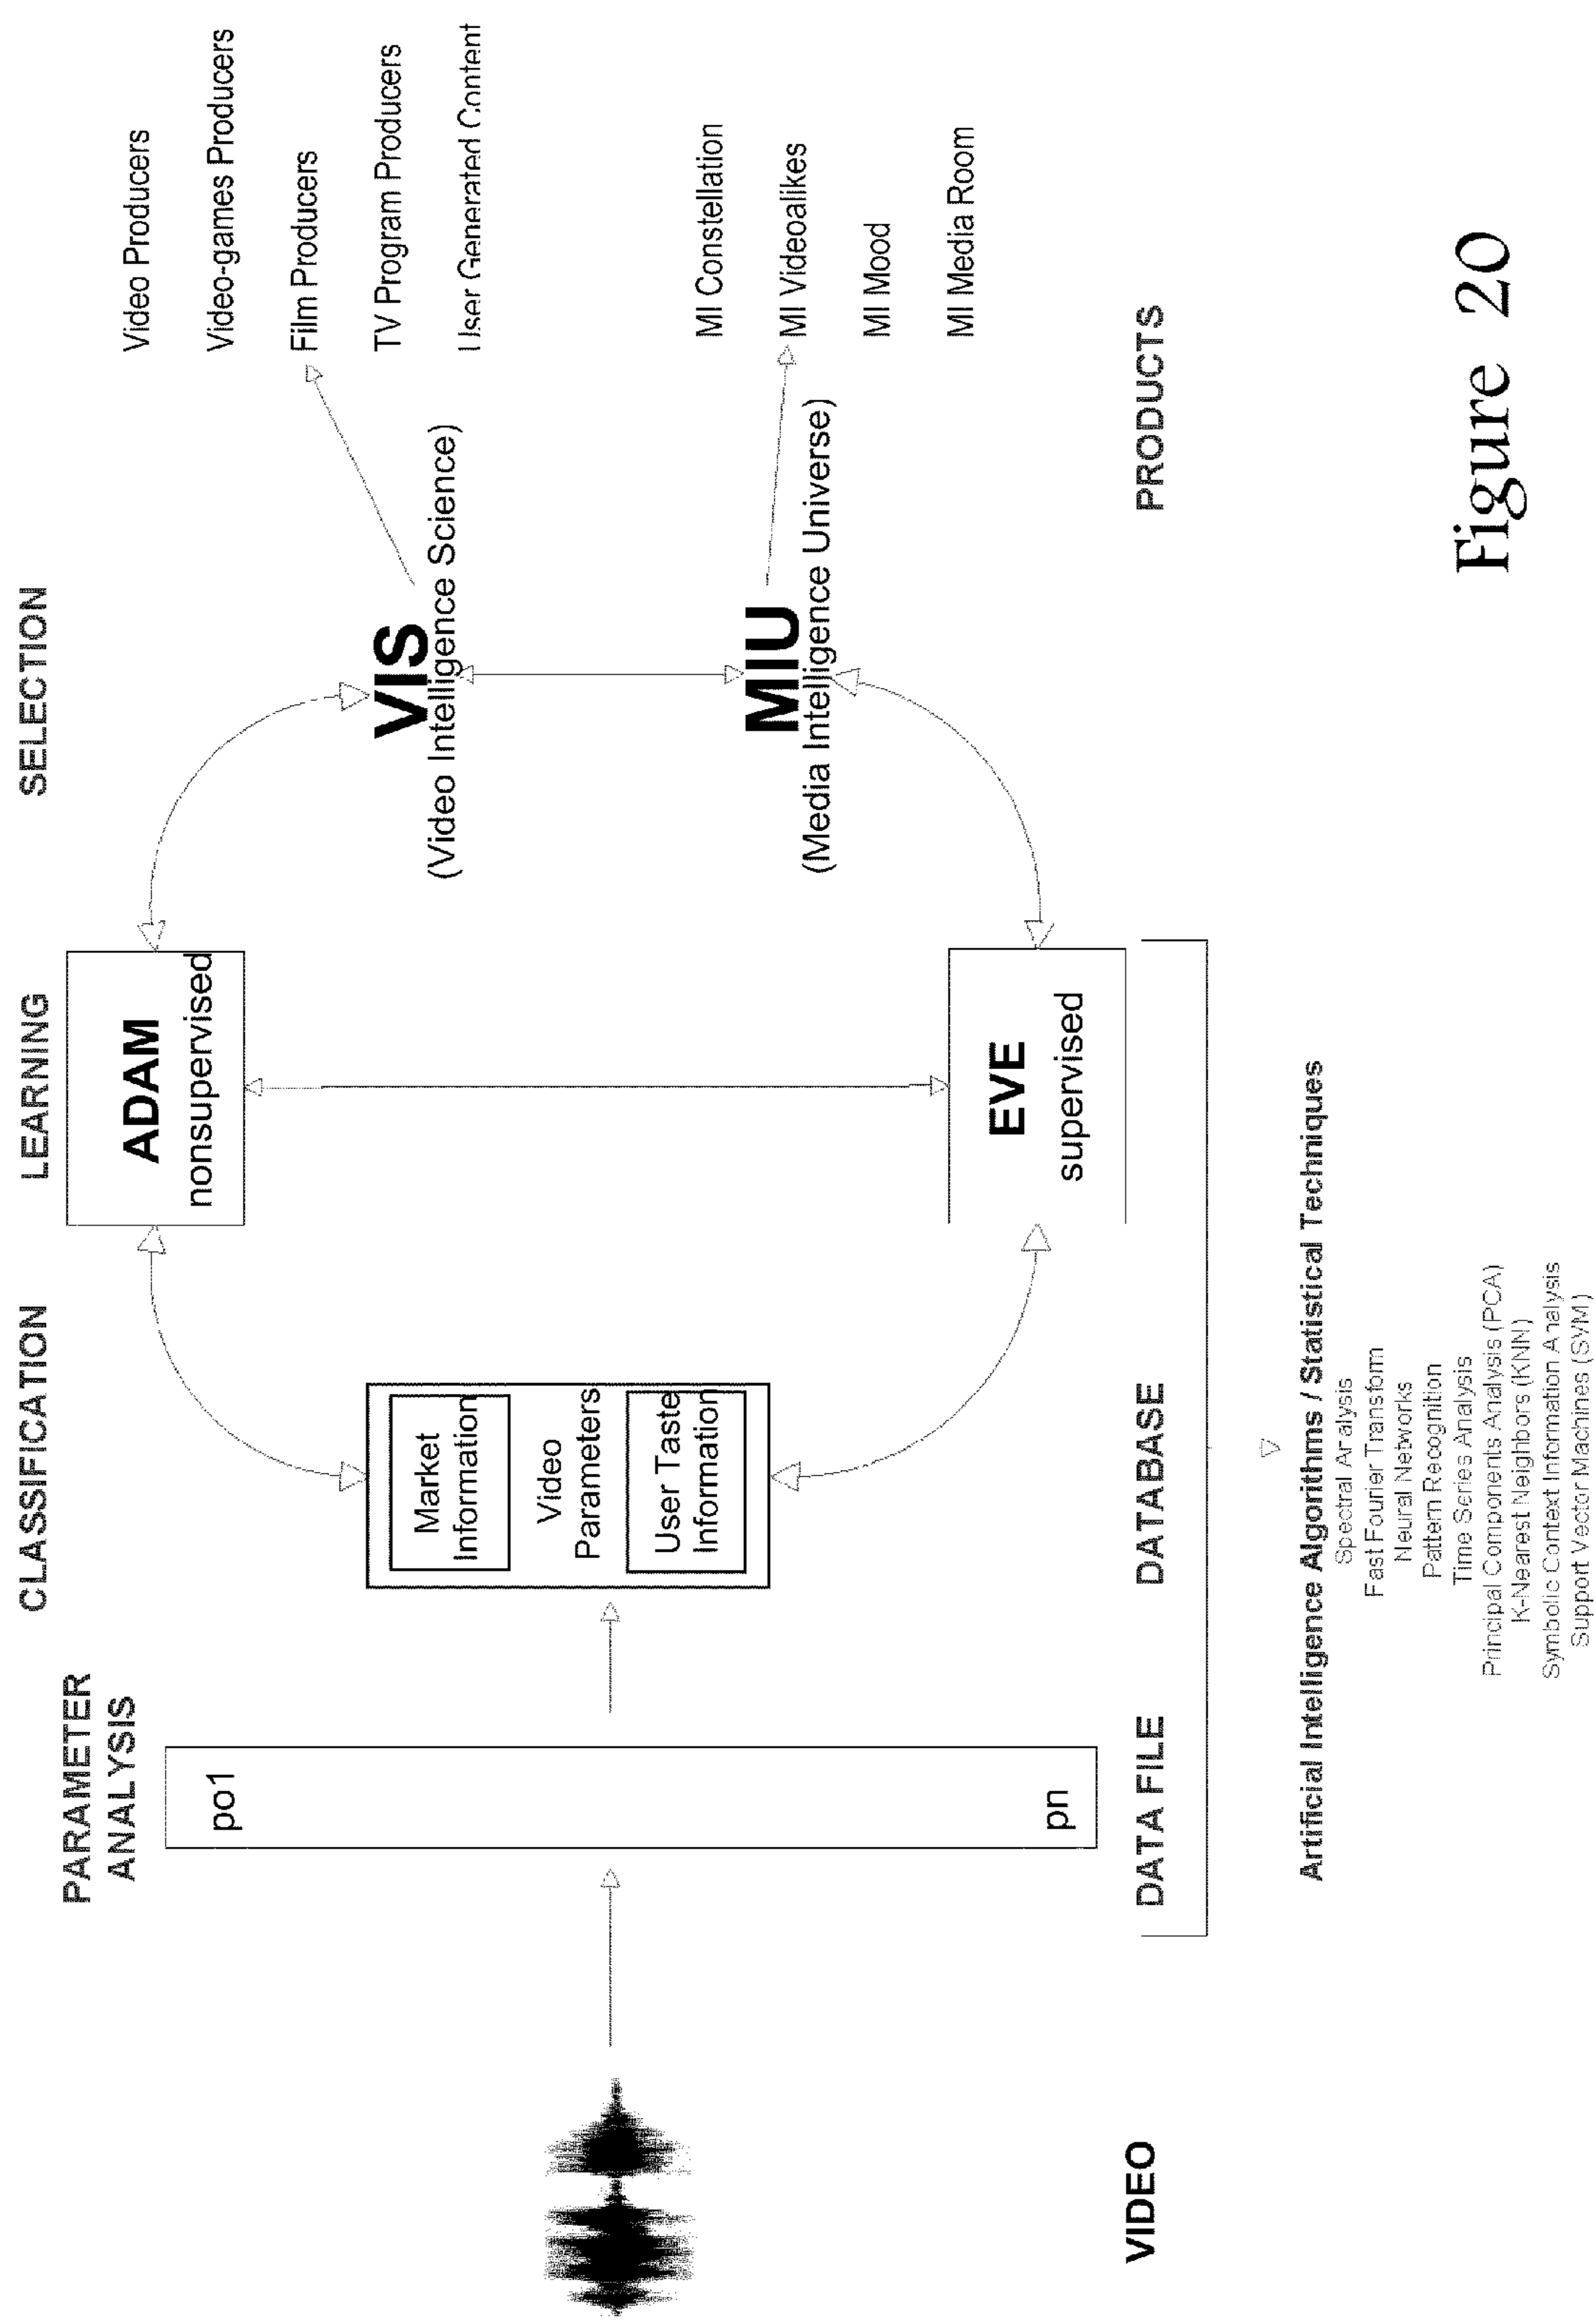 PARAMETER
ANALYSIS
CLASSIFICATION
LEARNING
SELECTION
po1
pn
Market
Information
Video
Parameters
User Taste
Information
ADAM
nonsupervised
EVE
supervised
VIS
(Video Intelligence Science)
MIU
(Media Intelligence Universe)
Video Producers
Video-games Producers
Film Producers
TV Program Producers
User Generated Content
MI Constellation
MI Videoalikes
MI Mood
MI Media Room
VIDEO
DATA FILE
DATABASE
PRODUCTS
Artificial Intelligence Algorithms / Statistical Techniques
Spectral Analysis
Fast Fourier Transform
Neural Networks
Pattern Recognition
Time Series Analysis
Principal Components Analysis (PCA)
K-Nearest Neighbors (KNN)
Symbolic Context Information Analysis
Support Vector Machines (SVM)
Figure 20